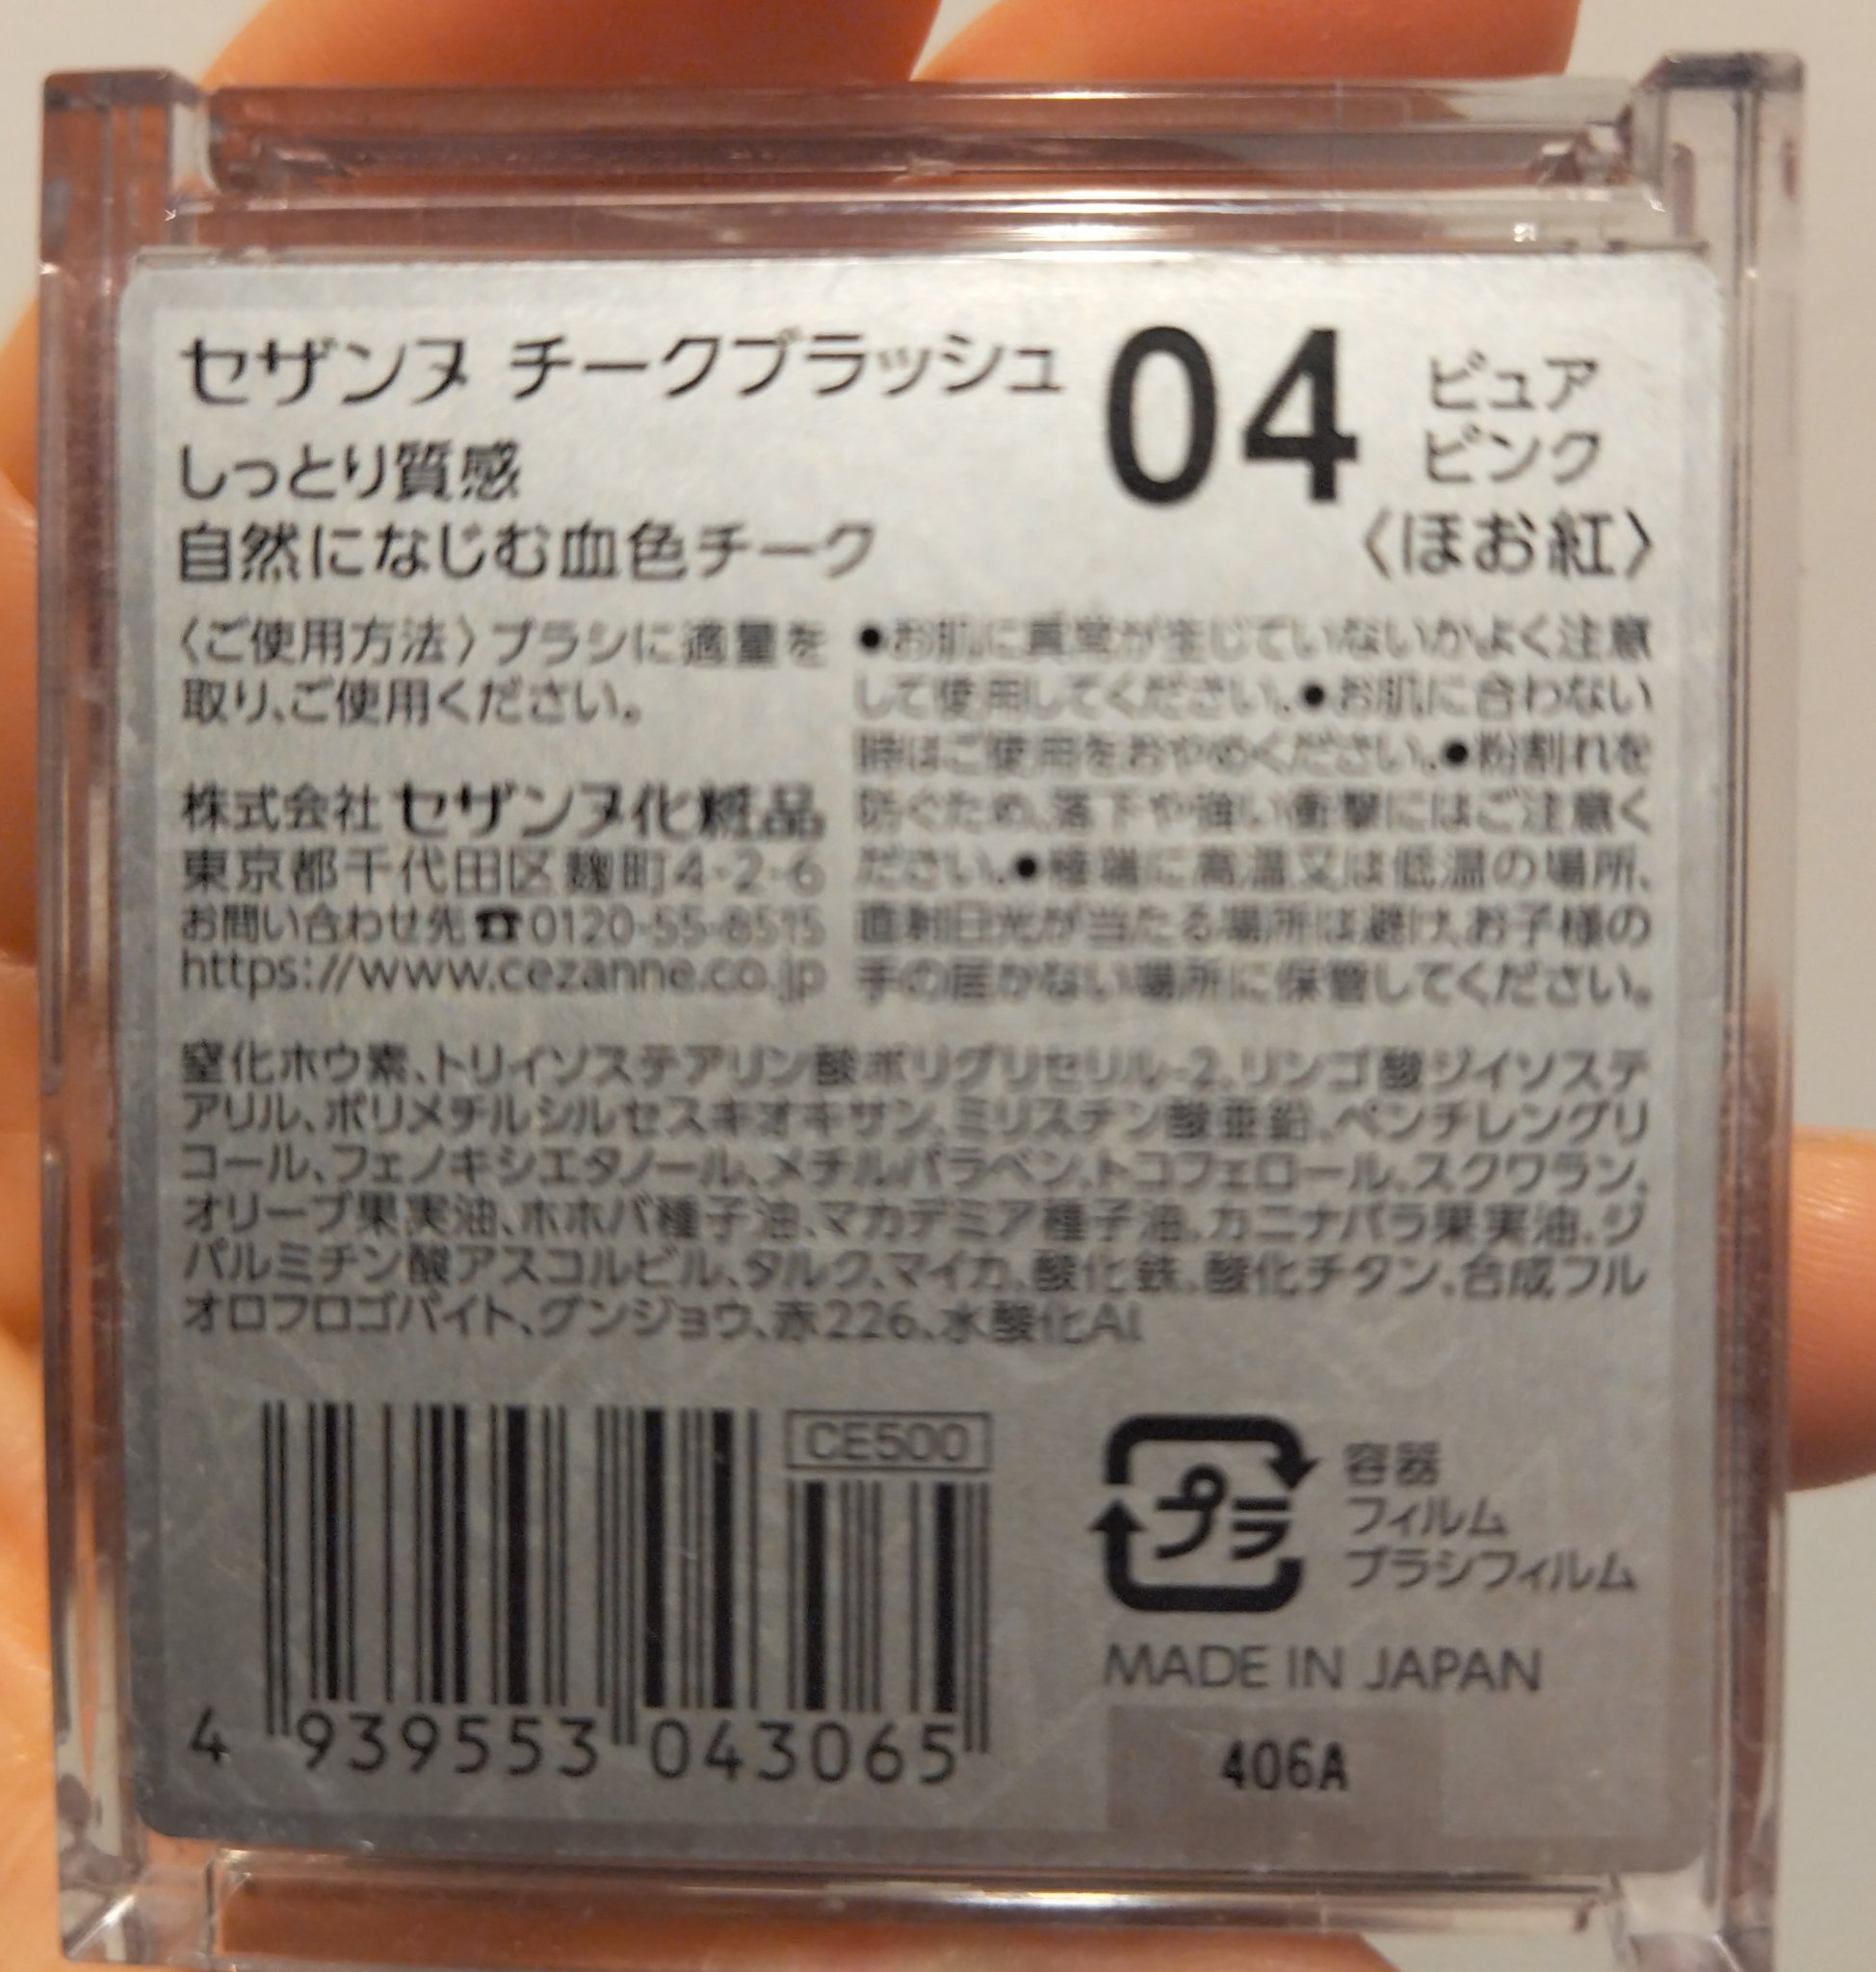 セザンヌ チークブラッシュ
04
ピュア
ピンク
しっとり質感
自然になじむ血色チーク
〈ほお紅〉
〈ご使用方法〉ブラシに適量を
取り、ご使用ください。
株式会社 セザンヌ化粧品
東京都千代田区麹町4-2-6
お問い合わせ先☎0120-55-8515
https://www.cezanne.co.jp
●お肌に異常が生じていないかよく注意
して使用してください。●お肌に合わない
時はご使用をおやめください。●粉割れを
防ぐため、落下や強い衝撃にはご注意く
ださい。●極端に高温又は低温の場所、
直射日光が当たる場所は避け、お子様の
手の届かない場所に保管してください。
窒化ホウ素、トリイソステアリン酸ポリグリセリル-2、リンゴ酸ジイソステ
アリル、ポリメチルシルセスキオキサン、ミリスチン酸亜鉛、ペンチレングリ
コール、フェノキシエタノール、メチルパラベン、トコフェロール、スクワラン、
オリーブ果実油、ホホバ種子油、マカデミア種子油、カニナバラ果実油、ジ
パルミチン酸アスコルビル、タルク、マイカ、酸化鉄、酸化チタン、合成フル
オロフロゴパイト、グンジョウ、赤226、水酸化Al
CE500
4 939553 043065
プラ
容器
フィルム
ブラシフィルム
MADE IN JAPAN
406A